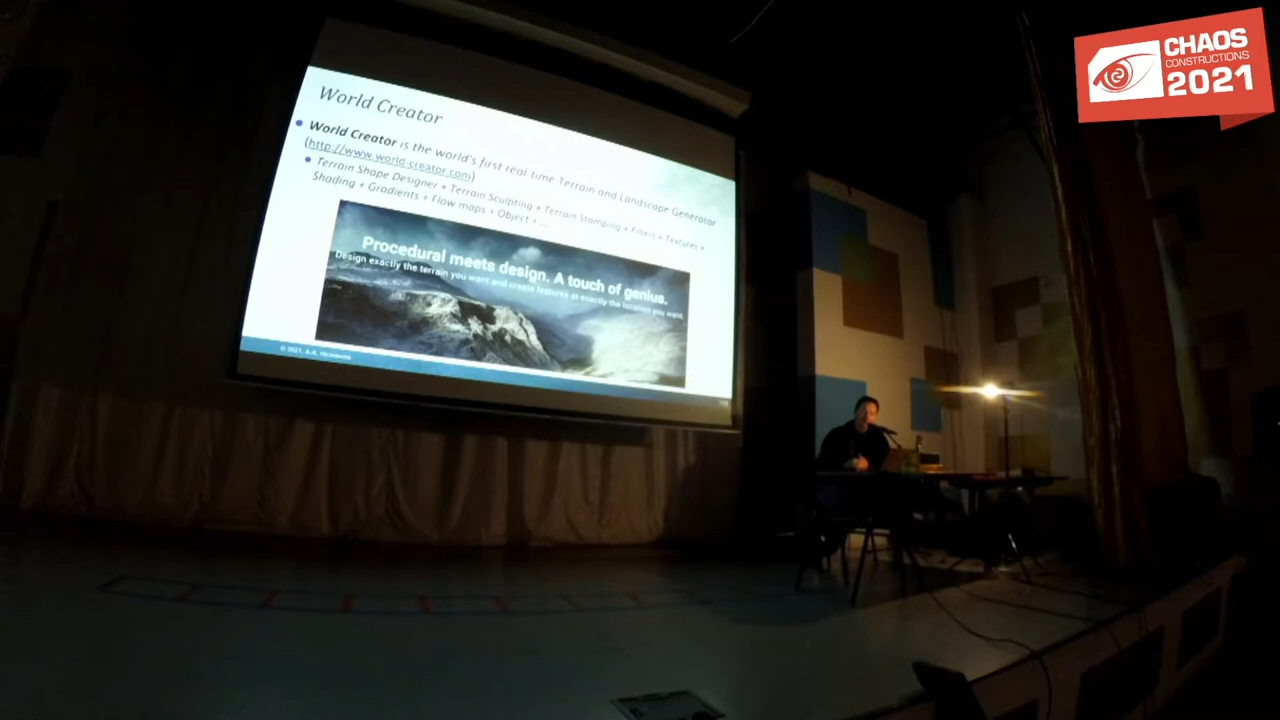 CHAOS
CONSTRUCTIONS
2021
World Creator
World Creator is the world's first real-time Terrain and Landscape Generator
(http://www.world-creator.com)
Terrain Shape Designer + Terrain Sculpting + Terrain Stamping + Filters + Textures +
Shading + Gradients + Flow maps + Object + ...
Procedural meets design. A touch of genius.
Design exactly the terrain you want and create features at exactly the location you want.
© 2021, A.A.